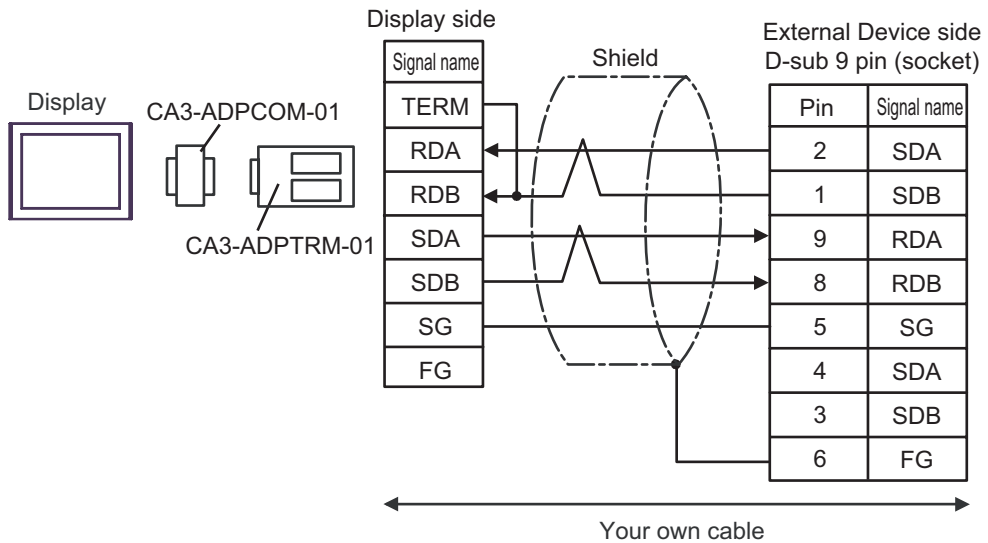 Display side
External Device side
D-sub 9 pin (socket)
Shield
Display
CA3-ADPCOM-01
CA3-ADPTRM-01
Signal name
TERM
RDA
RDB
SDA
SDB
SG
FG
Pin Signal name
2 SDA
1 SDB
9 RDA
8 RDB
5 SG
4 SDA
3 SDB
6 FG
Your own cable